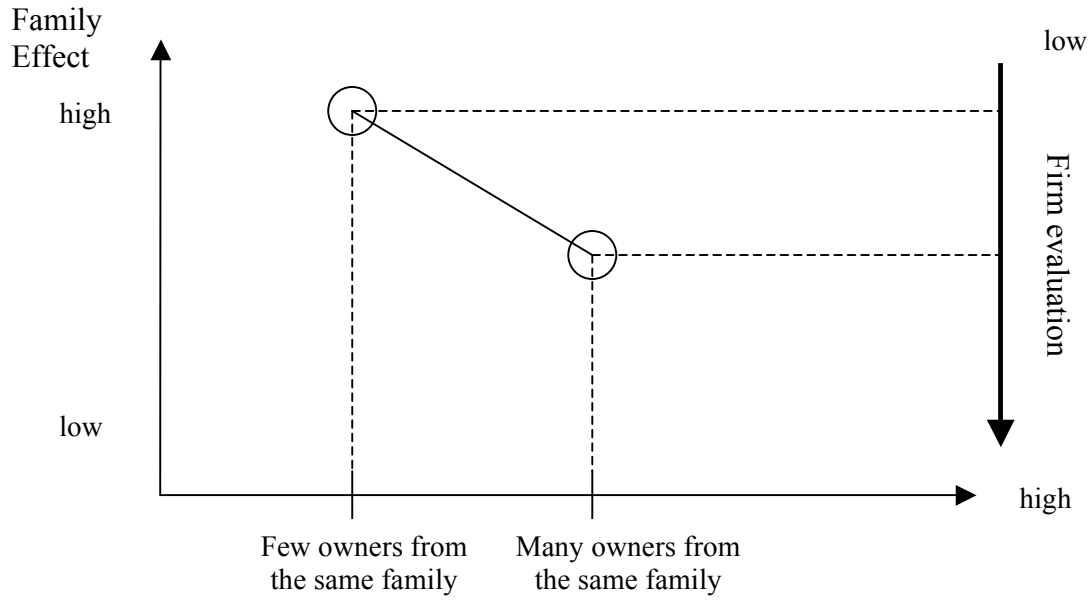 Family
Effect
low
high
Firm evaluation
low
high
Few owners from
the same family
Many owners from
the same family